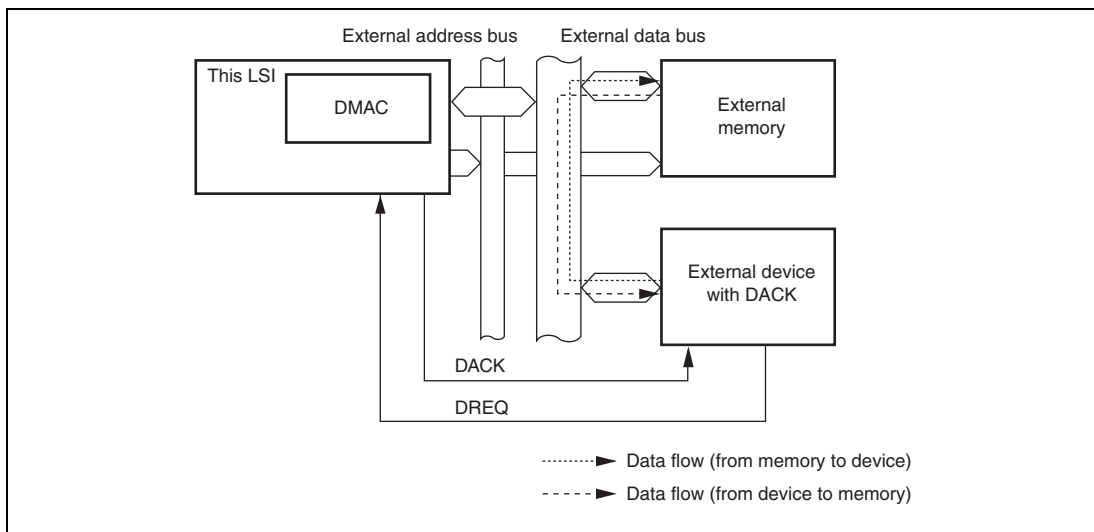 External address bus
External data bus
This LSI
DMAC
External
memory
External device
with DACK
DACK
DREQ
Data flow (from memory to device)
Data flow (from device to memory)